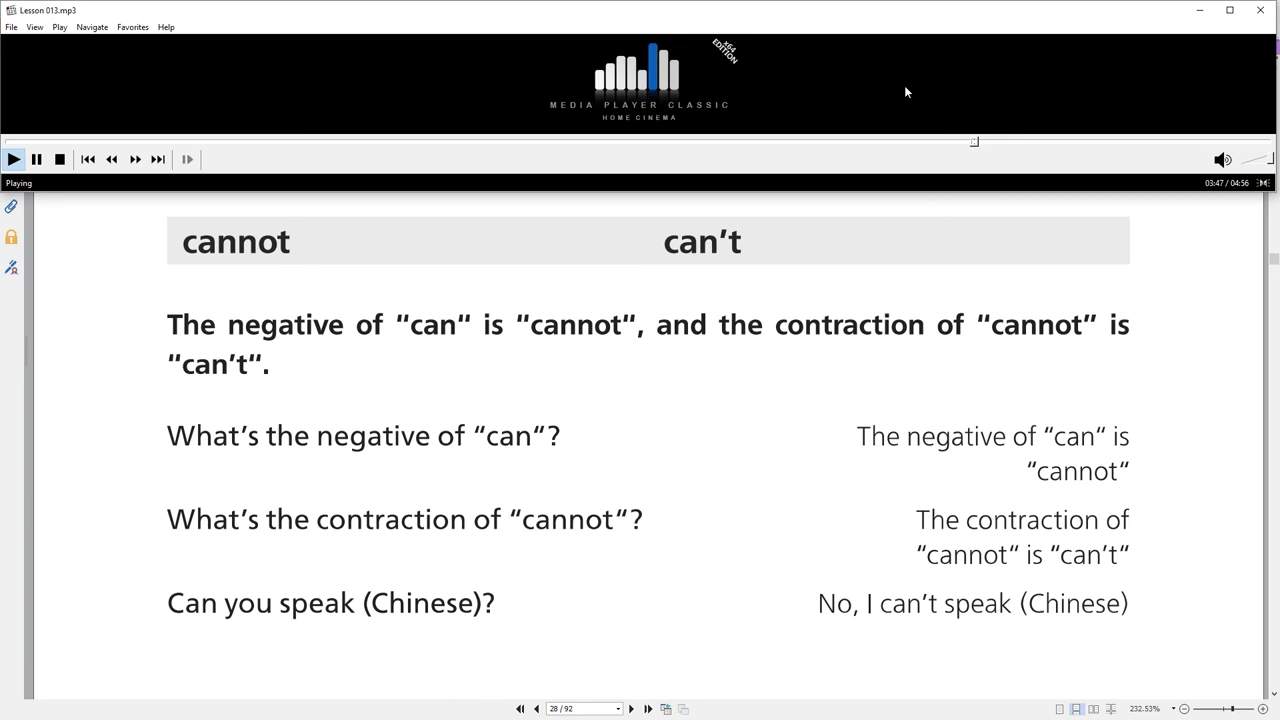 Lesson 013.mp3
File View Play Navigate Favorites Help
x64
EDITION
MEDIA PLAYER CLASSIC
HOME CINEMA
Playing
03:47 / 04:56
cannot can’t
The negative of “can“ is “cannot“, and the contraction of “cannot” is
“can’t“.
What’s the negative of “can“? The negative of “can“ is
“cannot“
What’s the contraction of “cannot“? The contraction of
“cannot“ is “can’t“
Can you speak (Chinese)? No, I can’t speak (Chinese)
28 / 92
232.53%